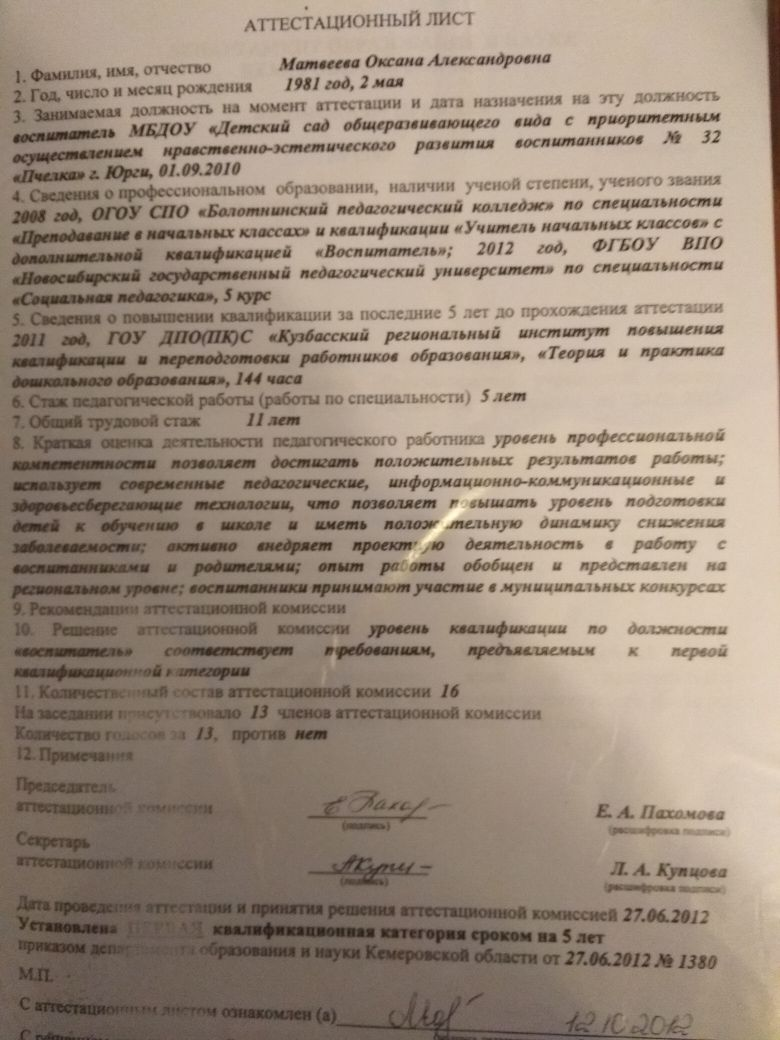 АТТЕСТАЦИОННЫЙ ЛИСТ
1. Фамилия, имя, отчество Матвеева Оксана Александровна
2. Год, число и месяц рождения 1981 год, 2 мая
3. Занимаемая должность на момент аттестации и дата назначения на эту должность
воспитатель МБДОУ «Детский сад общеразвивающего вида с приоритетным
осуществлением нравственно-эстетического развития воспитанников № 32
«Пчелка» г. Юрги, 01.09.2010
4. Сведения о профессиональном образовании, наличии ученой степени, ученого звания
2008 год, ОГОУ СПО «Болотнинский педагогический колледж» по специальности
«Преподавание в начальных классах» и квалификации «Учитель начальных классов» с
дополнительной квалификацией «Воспитатель»; 2012 год, ФГБОУ ВПО
«Новосибирский государственный педагогический университет» по специальности
«Социальная педагогика», 5 курс
5. Сведения о повышении квалификации за последние 5 лет до прохождения аттестации
2011 год, ГОУ ДПО(ПК)С «Кузбасский региональный институт повышения
квалификации и переподготовки работников образования», «Теория и практика
дошкольного образования», 144 часа
6. Стаж педагогической работы (работы по специальности) 5 лет
7. Общий трудовой стаж 11 лет
8. Краткая оценка деятельности педагогического работника уровень профессиональной
компетентности позволяет достигать положительных результатов работы;
использует современные педагогические, информационно-коммуникационные и
здоровьесберегающие технологии, что позволяет повышать уровень подготовки
детей к обучению в школе и иметь положительную динамику снижения
заболеваемости; активно внедряет проектную деятельность в работу с
воспитанниками и родителями; опыт работы обобщен и представлен на
региональном уровне; воспитанники принимают участие в муниципальных конкурсах
9. Рекомендации аттестационной комиссии
10. Решение аттестационной комиссии уровень квалификации по должности
«воспитатель» соответствует требованиям, предъявляемым к первой
квалификационной категории
11. Количественный состав аттестационной комиссии 16
На заседании присутствовало 13 членов аттестационной комиссии
Количество голосов за 13, против нет
12. Примечания
Председатель
аттестационной комиссии Е. А. Пахомова
(подпись) (расшифровка подписи)
Секретарь
аттестационной комиссии Л. А. Купцова
(подпись) (расшифровка подписи)
Дата проведения аттестации и принятия решения аттестационной комиссией 27.06.2012
Установлена ПЕРВАЯ квалификационная категория сроком на 5 лет
приказом департамента образования и науки Кемеровской области от 27.06.2012 № 1380
М.П.
С аттестационным листом ознакомлен (а) 12.10.2012